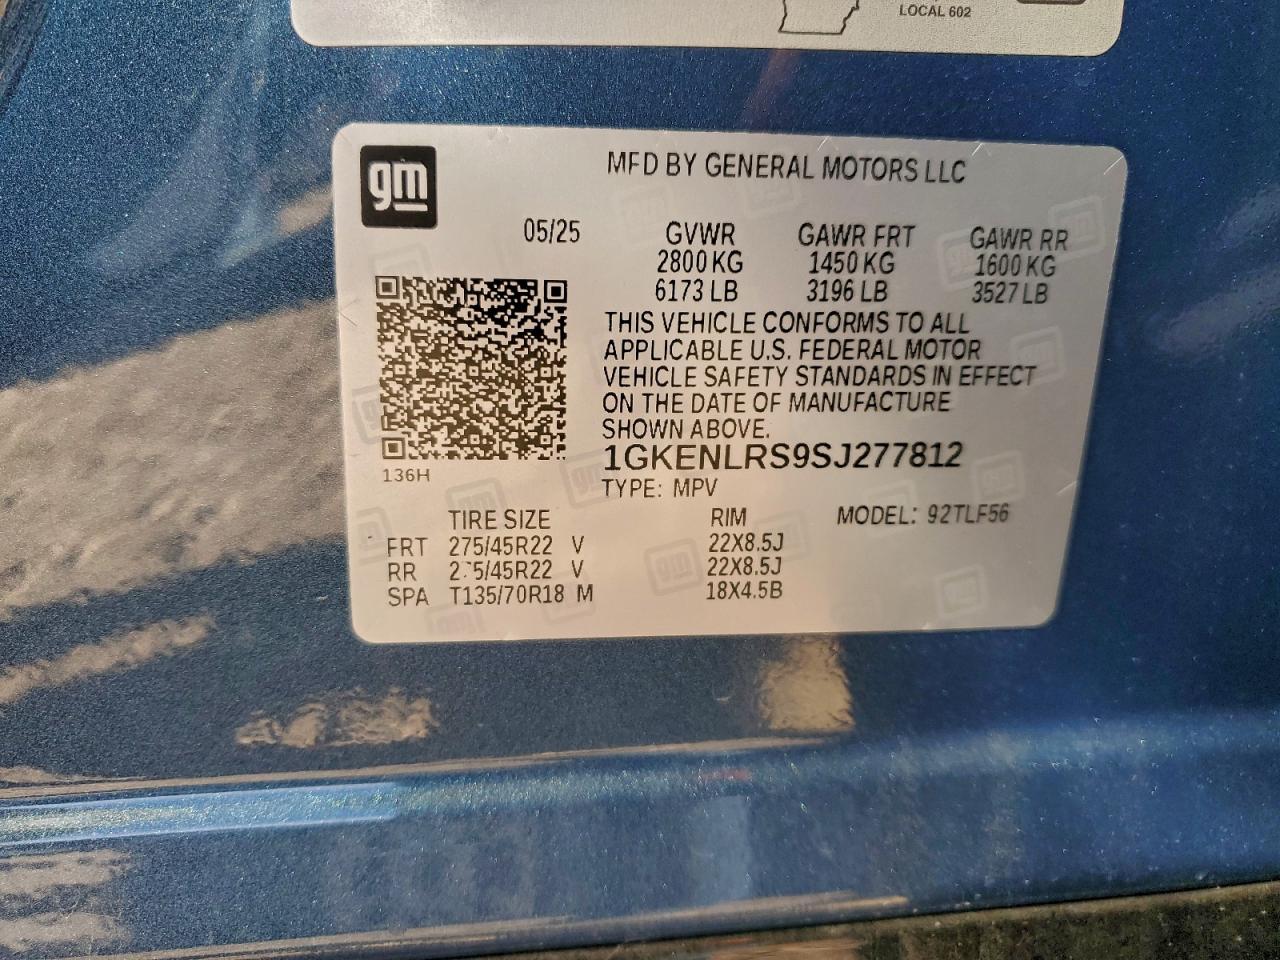 LOCAL 602
gm
MFD BY GENERAL MOTORS LLC
05/25 GVWR GAWR FRT GAWR RR
2800 KG 1450 KG 1600 KG
6173 LB 3196 LB 3527 LB
THIS VEHICLE CONFORMS TO ALL
APPLICABLE U.S. FEDERAL MOTOR
VEHICLE SAFETY STANDARDS IN EFFECT
ON THE DATE OF MANUFACTURE
SHOWN ABOVE.
136H 1GKENLRS9SJ277812
TYPE: MPV
TIRE SIZE RIM MODEL: 92TLF56
FRT 275/45R22 V 22X8.5J
RR 275/45R22 V 22X8.5J
SPA T135/70R18 M 18X4.5B